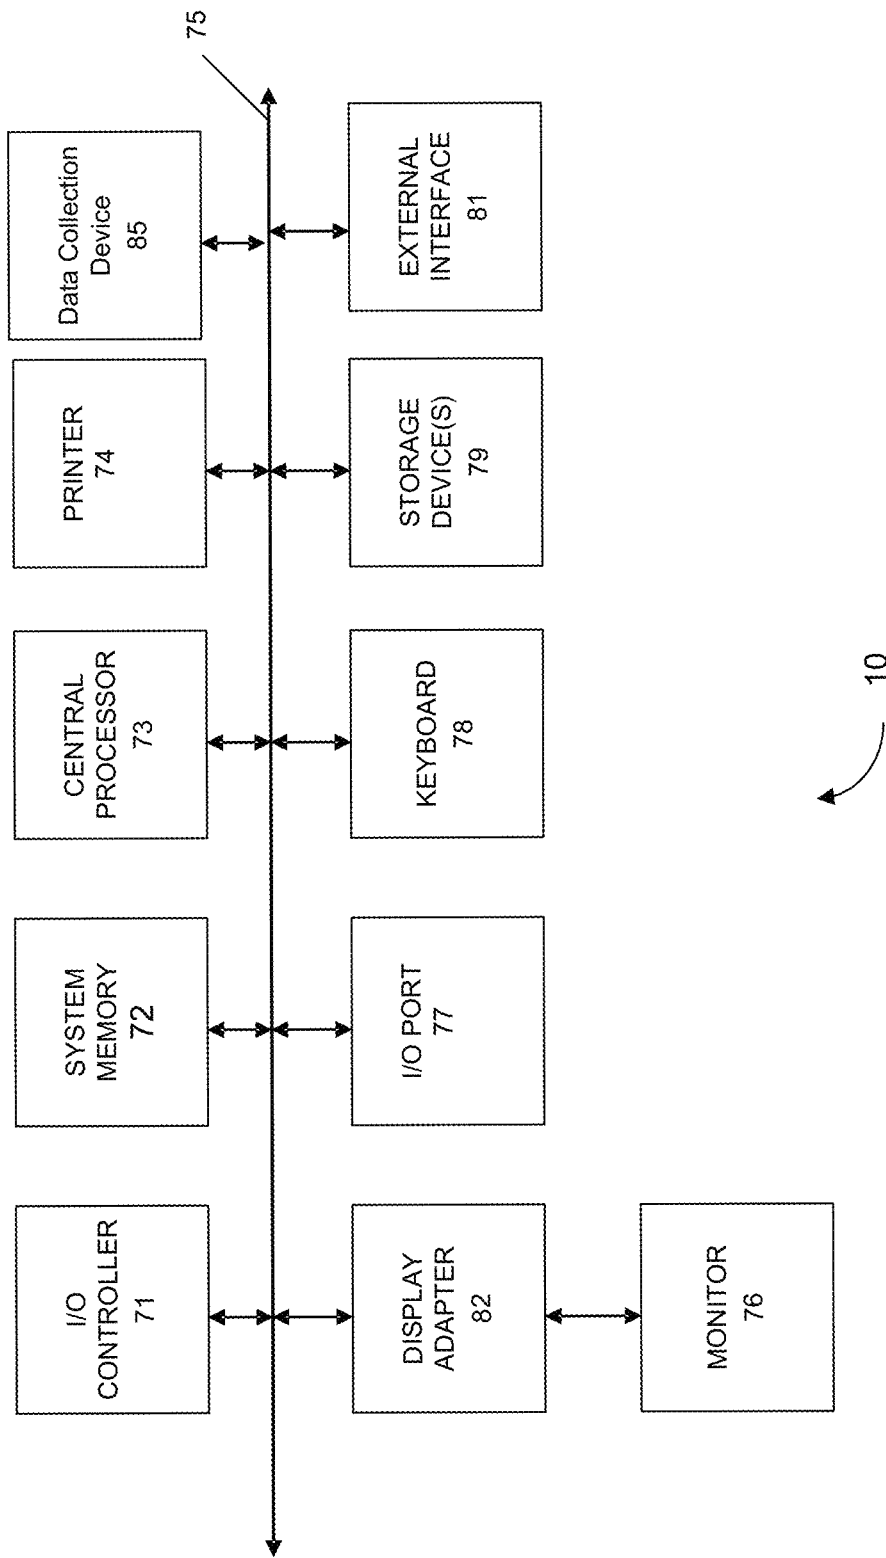 I/O
CONTROLLER
71
SYSTEM
MEMORY
72
CENTRAL
PROCESSOR
73
PRINTER
74
Data Collection
Device
85
75
DISPLAY
ADAPTER
82
I/O PORT
77
KEYBOARD
78
STORAGE
DEVICE(S)
79
EXTERNAL
INTERFACE
81
MONITOR
76
10